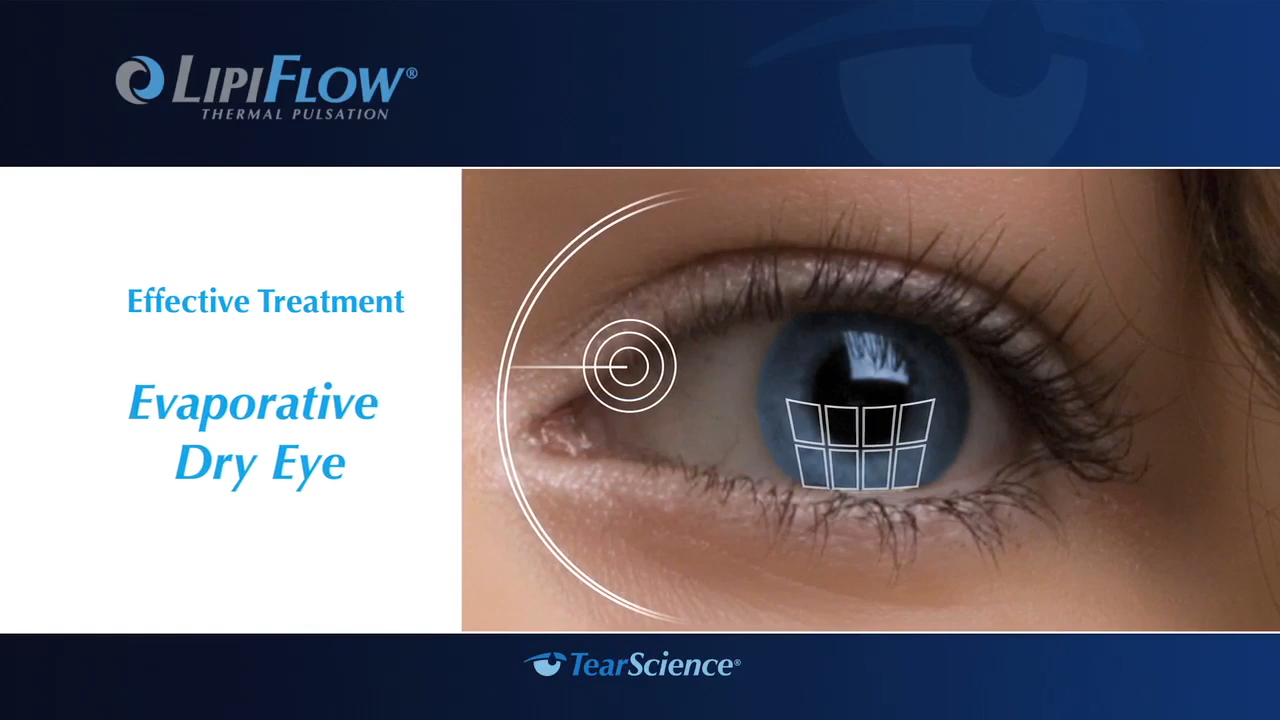 LIPIFLOW®
THERMAL PULSATION
Effective Treatment
Evaporative
Dry Eye
TearScience®